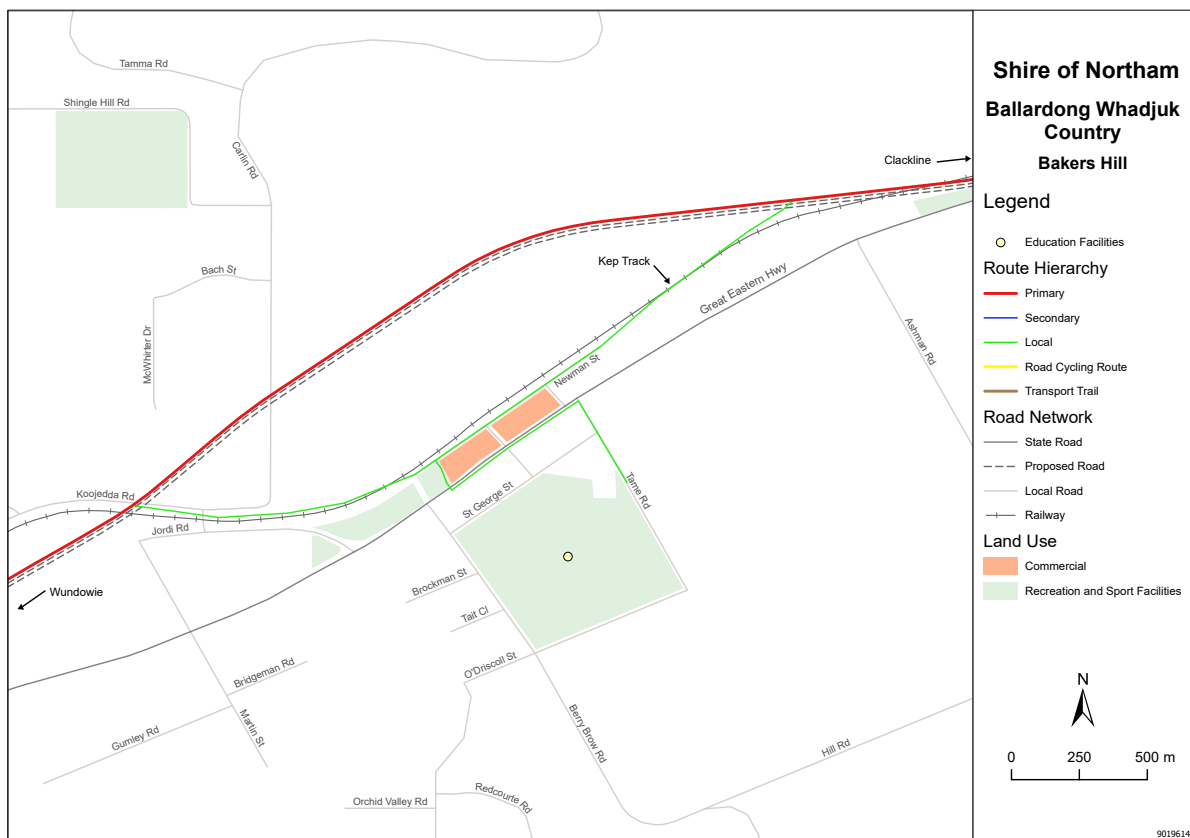 Tamma Rd
Shingle Hill Rd
Carlin Rd
Clackline
Kep Track
Bach St
Great Eastern Hwy
McWhirter Dr
Ashman Rd
Newman St
Koojedda Rd
Jordi Rd
St George St
Tame Rd
Wundowie
Brockman St
Tait Cl
O'Driscoll St
Bridgeman Rd
Martin St
Gumley Rd
Berry Brow Rd
Hill Rd
Orchid Valley Rd
Redcourte Rd
Shire of Northam
Ballardong Whadjuk
Country
Bakers Hill
Legend
Education Facilities
Route Hierarchy
Primary
Secondary
Local
Road Cycling Route
Transport Trail
Road Network
State Road
Proposed Road
Local Road
Railway
Land Use
Commercial
Recreation and Sport Facilities
N
0 250 500 m
9019614